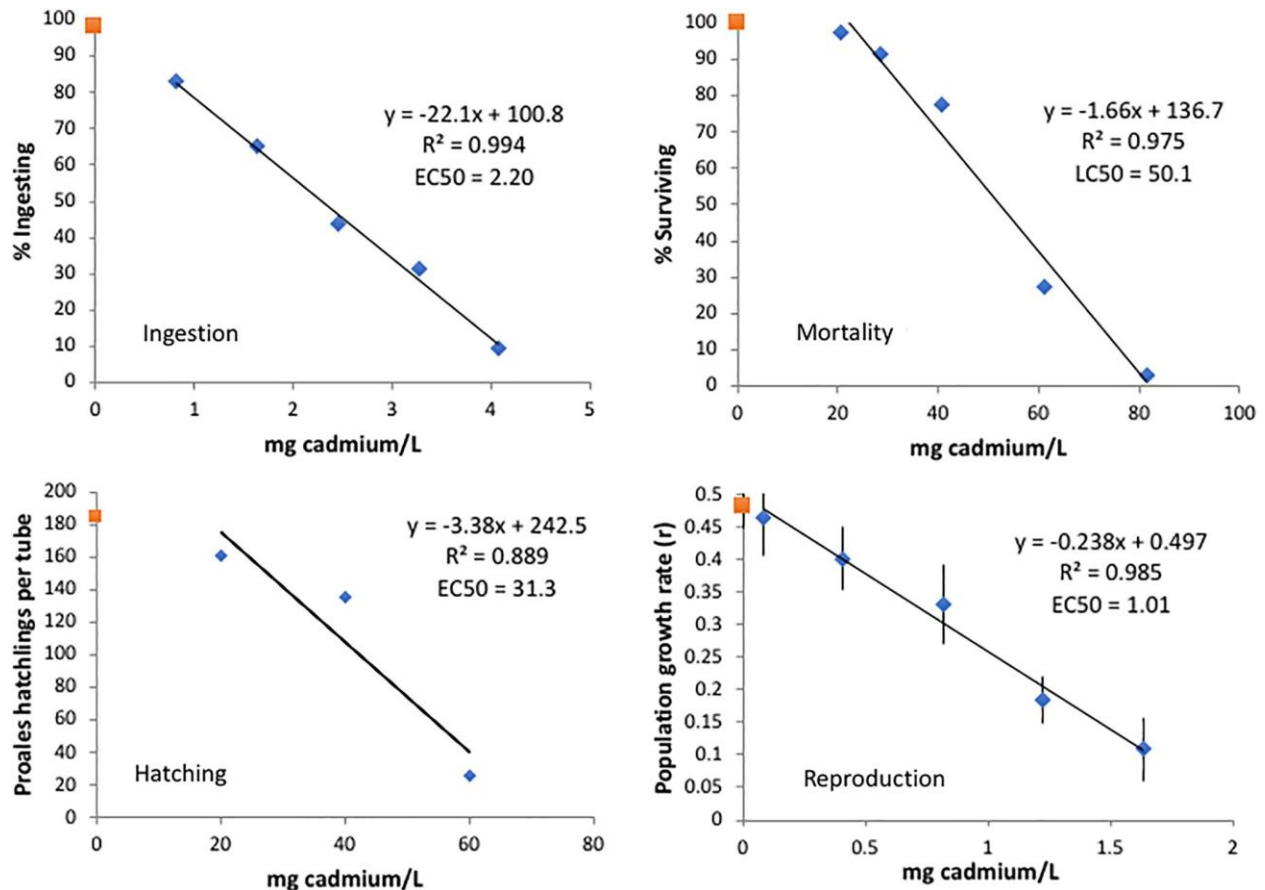 % Ingesting
100
90
80
70
60
50
40
30
20
10
0
y = -22.1x + 100.8
R² = 0.994
EC50 = 2.20
Ingestion
0 1 2 3 4 5
mg cadmium/L
% Surviving
100
90
80
70
60
50
40
30
20
10
0
y = -1.66x + 136.7
R² = 0.975
LC50 = 50.1
Mortality
0 20 40 60 80 100
mg cadmium/L
Proales hatchlings per tube
200
180
160
140
120
100
80
60
40
20
0
y = -3.38x + 242.5
R² = 0.889
EC50 = 31.3
Hatching
0 20 40 60 80
mg cadmium/L
Population growth rate (r)
0.5
0.45
0.4
0.35
0.3
0.25
0.2
0.15
0.1
0.05
0
y = -0.238x + 0.497
R² = 0.985
EC50 = 1.01
Reproduction
0 0.5 1 1.5 2
mg cadmium/L